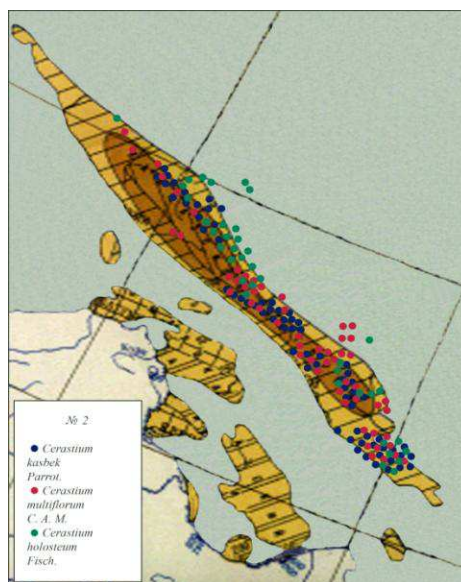 № 2
Cerastium
kasbek
Parrot.
Cerastium
multiflorum
C. A. M.
Cerastium
holosteum
Fisch.